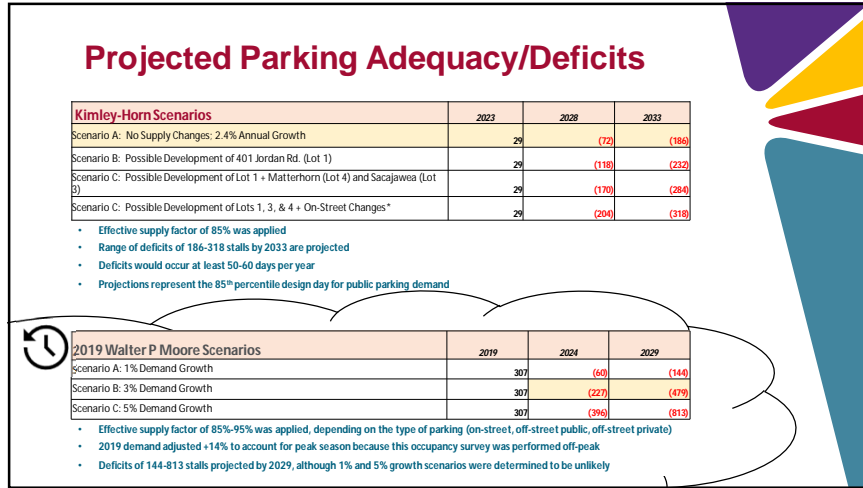 Projected Parking Adequacy/Deficits
Kimley-Horn Scenarios 2023 2028 2033
Scenario A: No Supply Changes; 2.4% Annual Growth 29 (72) (186)
Scenario B: Possible Development of 401 Jordan Rd. (Lot 1) 29 (118) (232)
Scenario C: Possible Development of Lot 1 + Matterhorn (Lot 4) and Sacajawea (Lot
3) 29 (170) (284)
Scenario C: Possible Development of Lots 1, 3, & 4 + On-Street Changes* 29 (204) (318)
• Effective supply factor of 85% was applied
• Range of deficits of 186-318 stalls by 2033 are projected
• Deficits would occur at least 50-60 days per year
• Projections represent the 85th percentile design day for public parking demand
2019 Walter P Moore Scenarios 2019 2024 2029
Scenario A: 1% Demand Growth 307 (60) (144)
Scenario B: 3% Demand Growth 307 (227) (479)
Scenario C: 5% Demand Growth 307 (396) (813)
• Effective supply factor of 85%-95% was applied, depending on the type of parking (on-street, off-street public, off-street private)
• 2019 demand adjusted +14% to account for peak season because this occupancy survey was performed off-peak
• Deficits of 144-813 stalls projected by 2029, although 1% and 5% growth scenarios were determined to be unlikely